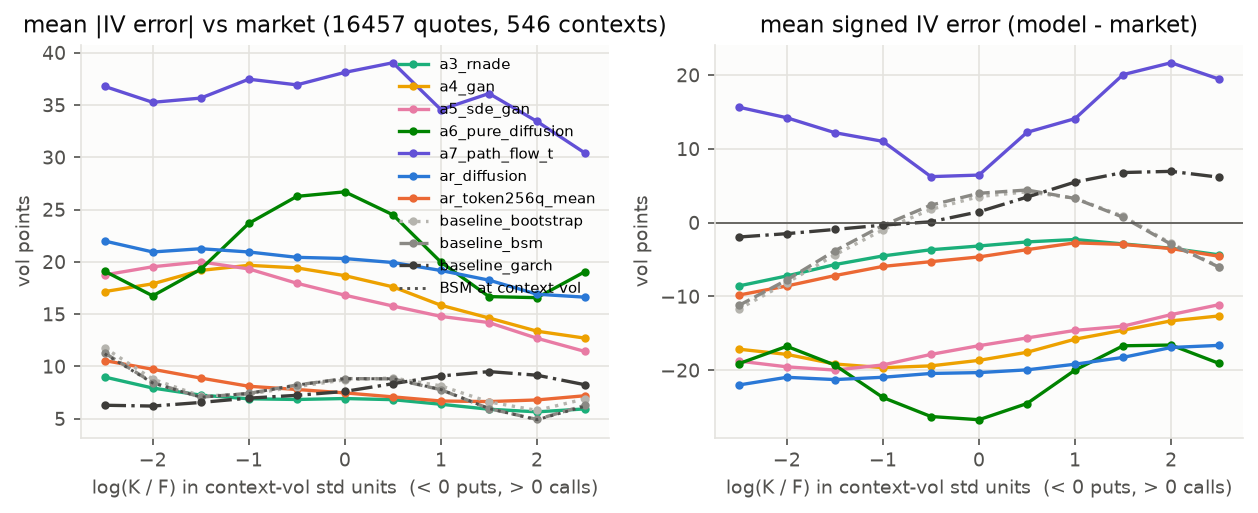 mean |IV error| vs market (16457 quotes, 546 contexts)
40
35
30
25
20
15
10
5
vol points
−2
−1
0
1
2
log(K / F) in context-vol std units (< 0 puts, > 0 calls)
a3_rnade
a4_gan
a5_sde_gan
a6_pure_diffusion
a7_path_flow_t
ar_diffusion
ar_token256q_mean
baseline_bootstrap
baseline_bsm
baseline_garch
BSM at context vol
mean signed IV error (model - market)
20
10
0
−10
−20
vol points
−2
−1
0
1
2
log(K / F) in context-vol std units (< 0 puts, > 0 calls)